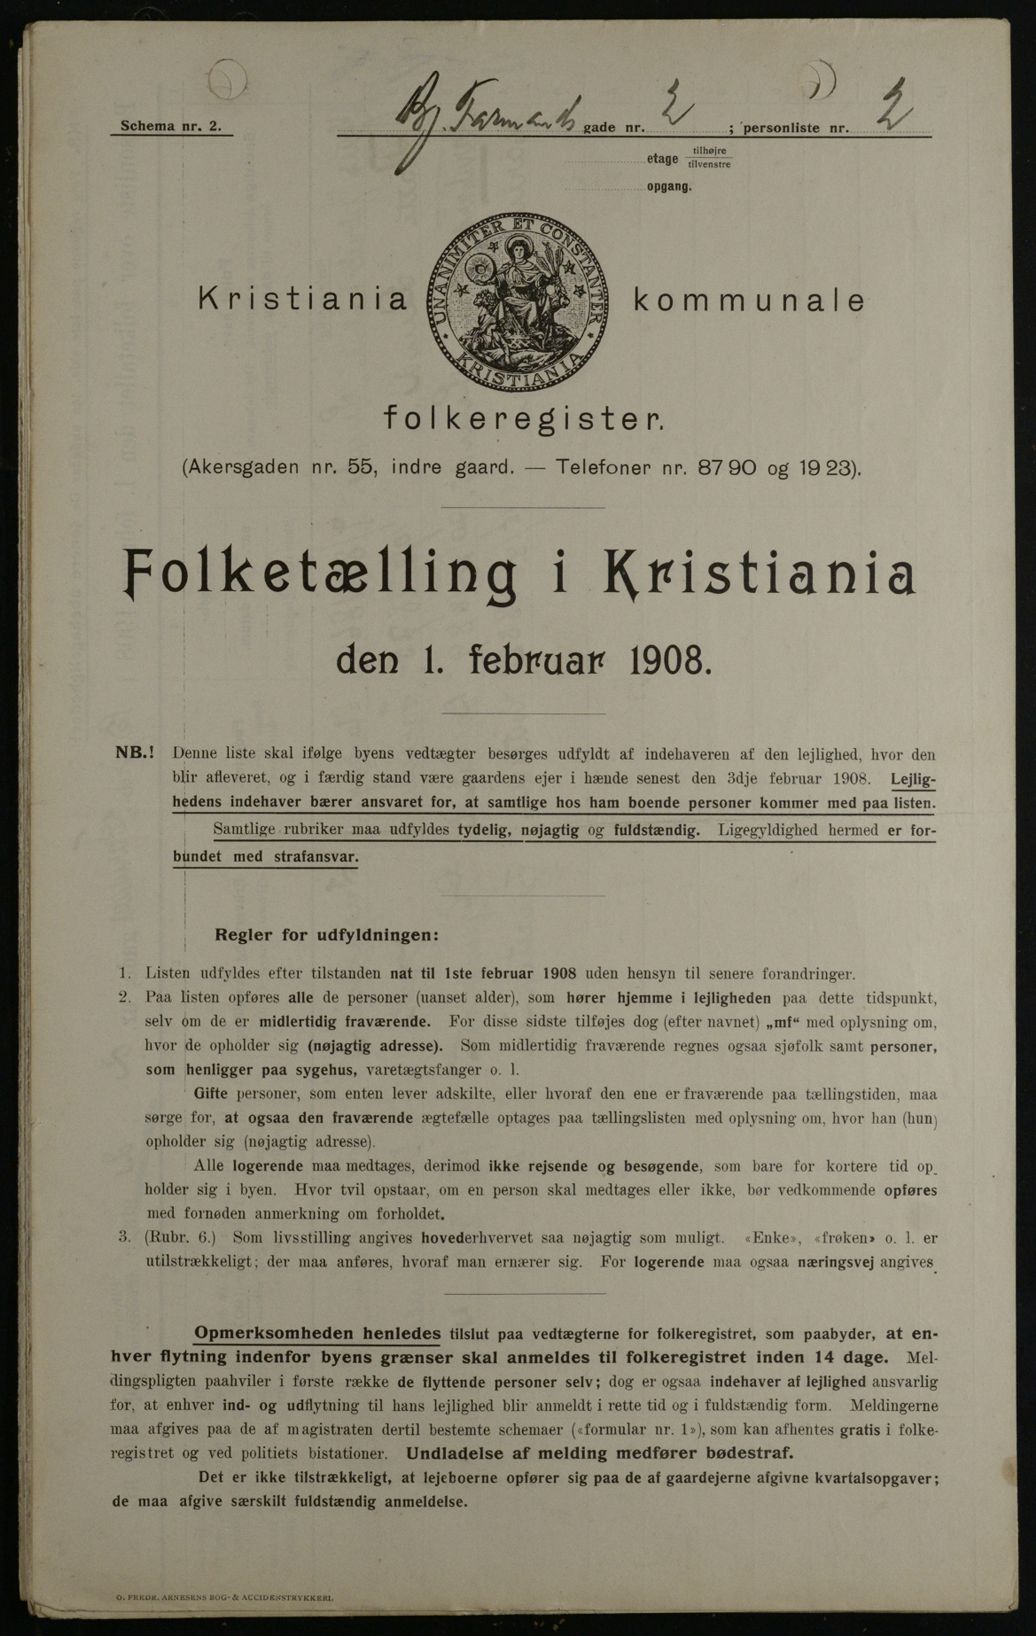 Schema nr. 2. Bj. Farmands gade nr. 2 ; personliste nr. 2
etage tilhøjre
tilvenstre
opgang.
UNANIMITER ET CONSTANTER
KRISTIANIA
Kristiania kommunale
folkeregister.
(Akersgaden nr. 55, indre gaard. — Telefoner nr. 8790 og 1923).
Folketælling i Kristiania
den 1. februar 1908.
NB.! Denne liste skal ifølge byens vedtægter besørges udfyldt af indehaveren af den lejlighed, hvor den
blir afleveret, og i færdig stand være gaardens ejer i hænde senest den 3dje februar 1908. Lejlig-
hedens indehaver bærer ansvaret for, at samtlige hos ham boende personer kommer med paa listen.
Samtlige rubriker maa udfyldes tydelig, nøjagtig og fuldstændig. Ligegyldighed hermed er for-
bundet med strafansvar.
Regler for udfyldningen:
1. Listen udfyldes efter tilstanden nat til 1ste februar 1908 uden hensyn til senere forandringer.
2. Paa listen opføres alle de personer (uanset alder), som hører hjemme i lejligheden paa dette tidspunkt,
selv om de er midlertidig fraværende. For disse sidste tilføjes dog (efter navnet) „mf“ med oplysning om,
hvor de opholder sig (nøjagtig adresse). Som midlertidig fraværende regnes ogsaa sjøfolk samt personer,
som henligger paa sygehus, varetægtsfanger o. l.
Gifte personer, som enten lever adskilte, eller hvoraf den ene er fraværende paa tællingstiden, maa
sørge for, at ogsaa den fraværende ægtefælle optages paa tællingslisten med oplysning om, hvor han (hun)
opholder sig (nøjagtig adresse).
Alle logerende maa medtages, derimod ikke rejsende og besøgende, som bare for kortere tid op-
holder sig i byen. Hvor tvil opstaar, om en person skal medtages eller ikke, bør vedkommende opføres
med fornøden anmerkning om forholdet.
3. (Rubr. 6.) Som livsstilling angives hovederhvervet saa nøjagtig som muligt. «Enke», «frøken» o. l. er
utilstrækkeligt; der maa anføres, hvoraf man ernærer sig. For logerende maa ogsaa næringsvej angives.
Opmerksomheden henledes tilslut paa vedtægterne for folkeregistret, som paabyder, at en-
hver flytning indenfor byens grænser skal anmeldes til folkeregistret inden 14 dage. Mel-
dingspligten paahviler i første række de flyttende personer selv; dog er ogsaa indehaver af lejlighed ansvarlig
for, at enhver ind- og udflytning til hans lejlighed blir anmeldt i rette tid og i fuldstændig form. Meldingerne
maa afgives paa de af magistraten dertil bestemte schemaer («formular nr. 1»), som kan afhentes gratis i folke-
registret og ved politiets bistationer. Undladelse af melding medfører bødestraf.
Det er ikke tilstrækkeligt, at lejeboerne opfører sig paa de af gaardejerne afgivne kvartalsopgaver;
de maa afgive særskilt fuldstændig anmeldelse.
O. FREDR. ARNESENS BOG- & ACCIDENSTRYKKERI.